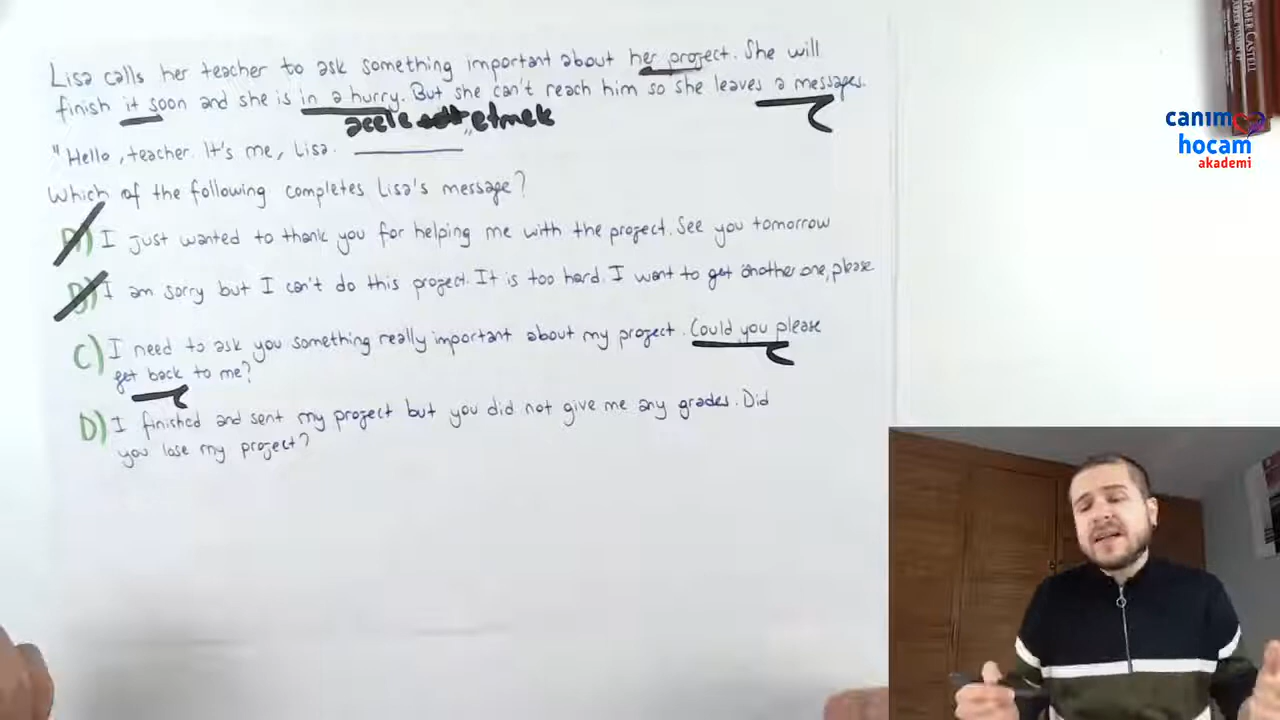 Lisa calls her teacher to ask something important about her project. She will
finish it soon and she is in a hurry. But she can't reach him so she leaves a messages.
acele etmek
"Hello, teacher. It's me, Lisa.
Which of the following completes Lisa's message?
A) I just wanted to thank you for helping me with the project. See you tomorrow
B) I am sorry but I can't do this project. It is too hard. I want to get another one, please
C) I need to ask you something really important about my project. Could you please
get back to me?
D) I finished and sent my project but you did not give me any grades. Did
you lose my project?
canım
hocam
akademi
FABER CASTELL